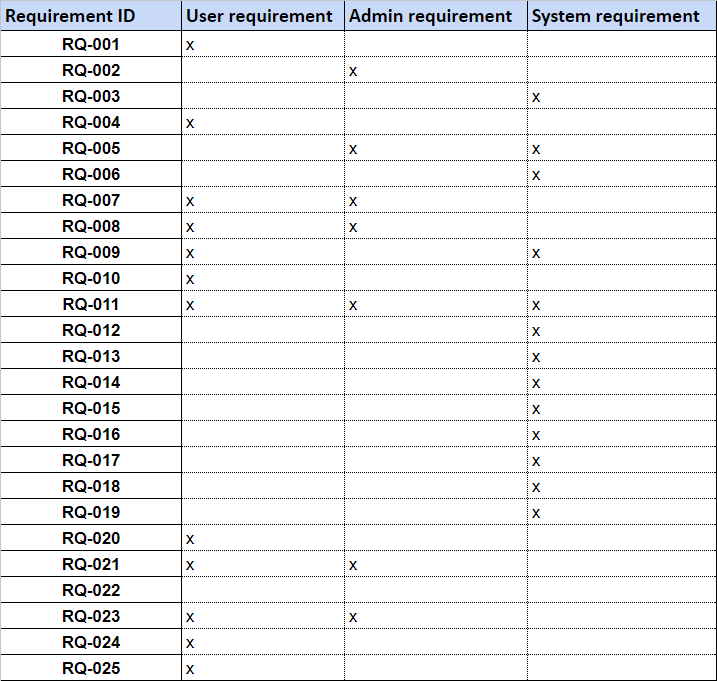 Requirement ID User requirement Admin requirement System requirement
RQ-001 x
RQ-002 x
RQ-003 x
RQ-004 x
RQ-005 x x
RQ-006 x
RQ-007 x x
RQ-008 x x
RQ-009 x x
RQ-010 x
RQ-011 x x x
RQ-012 x
RQ-013 x
RQ-014 x
RQ-015 x
RQ-016 x
RQ-017 x
RQ-018 x
RQ-019 x
RQ-020 x
RQ-021 x x
RQ-022
RQ-023 x x
RQ-024 x
RQ-025 x